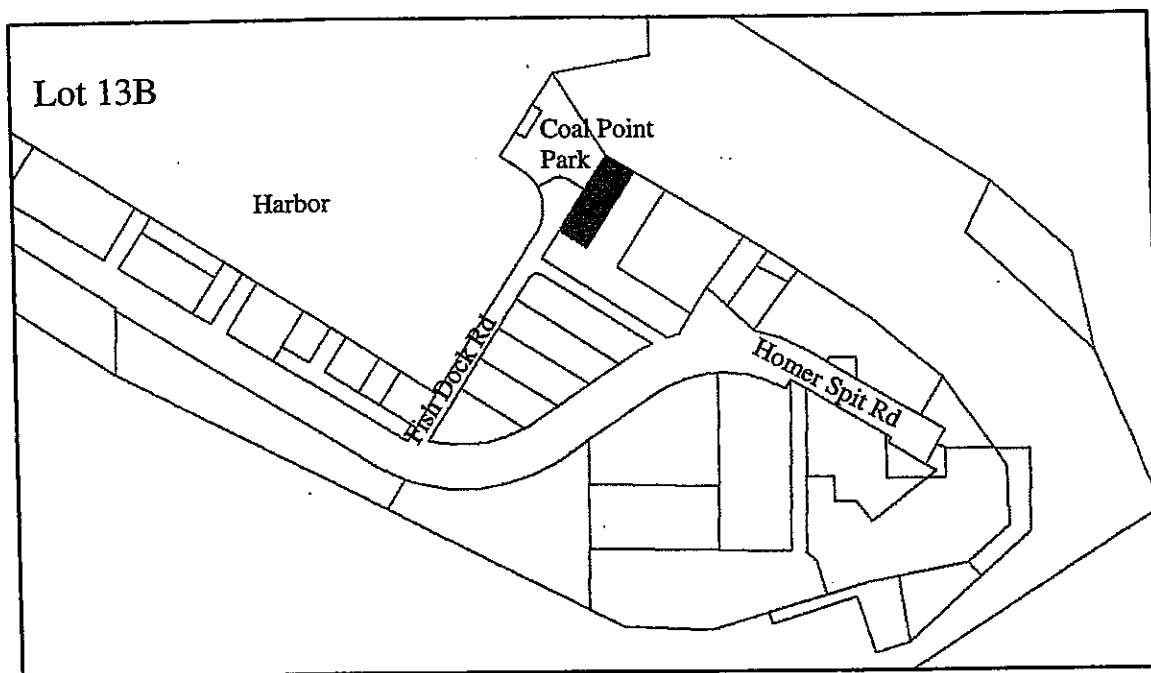 Lot 13B
Coal Point
Park
Harbor
Fish Dock Rd
Homer Spit Rd